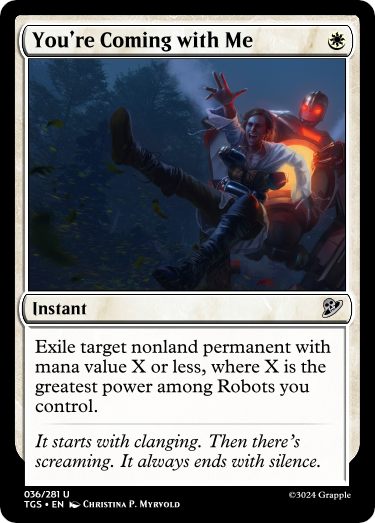 You're Coming with Me
Instant
Exile target nonland permanent with
mana value X or less, where X is the
greatest power among Robots you
control.
It starts with clanging. Then there's
screaming. It always ends with silence.
036/281 U
TGS • EN Christina P. Myrvold
©3024 Grapple